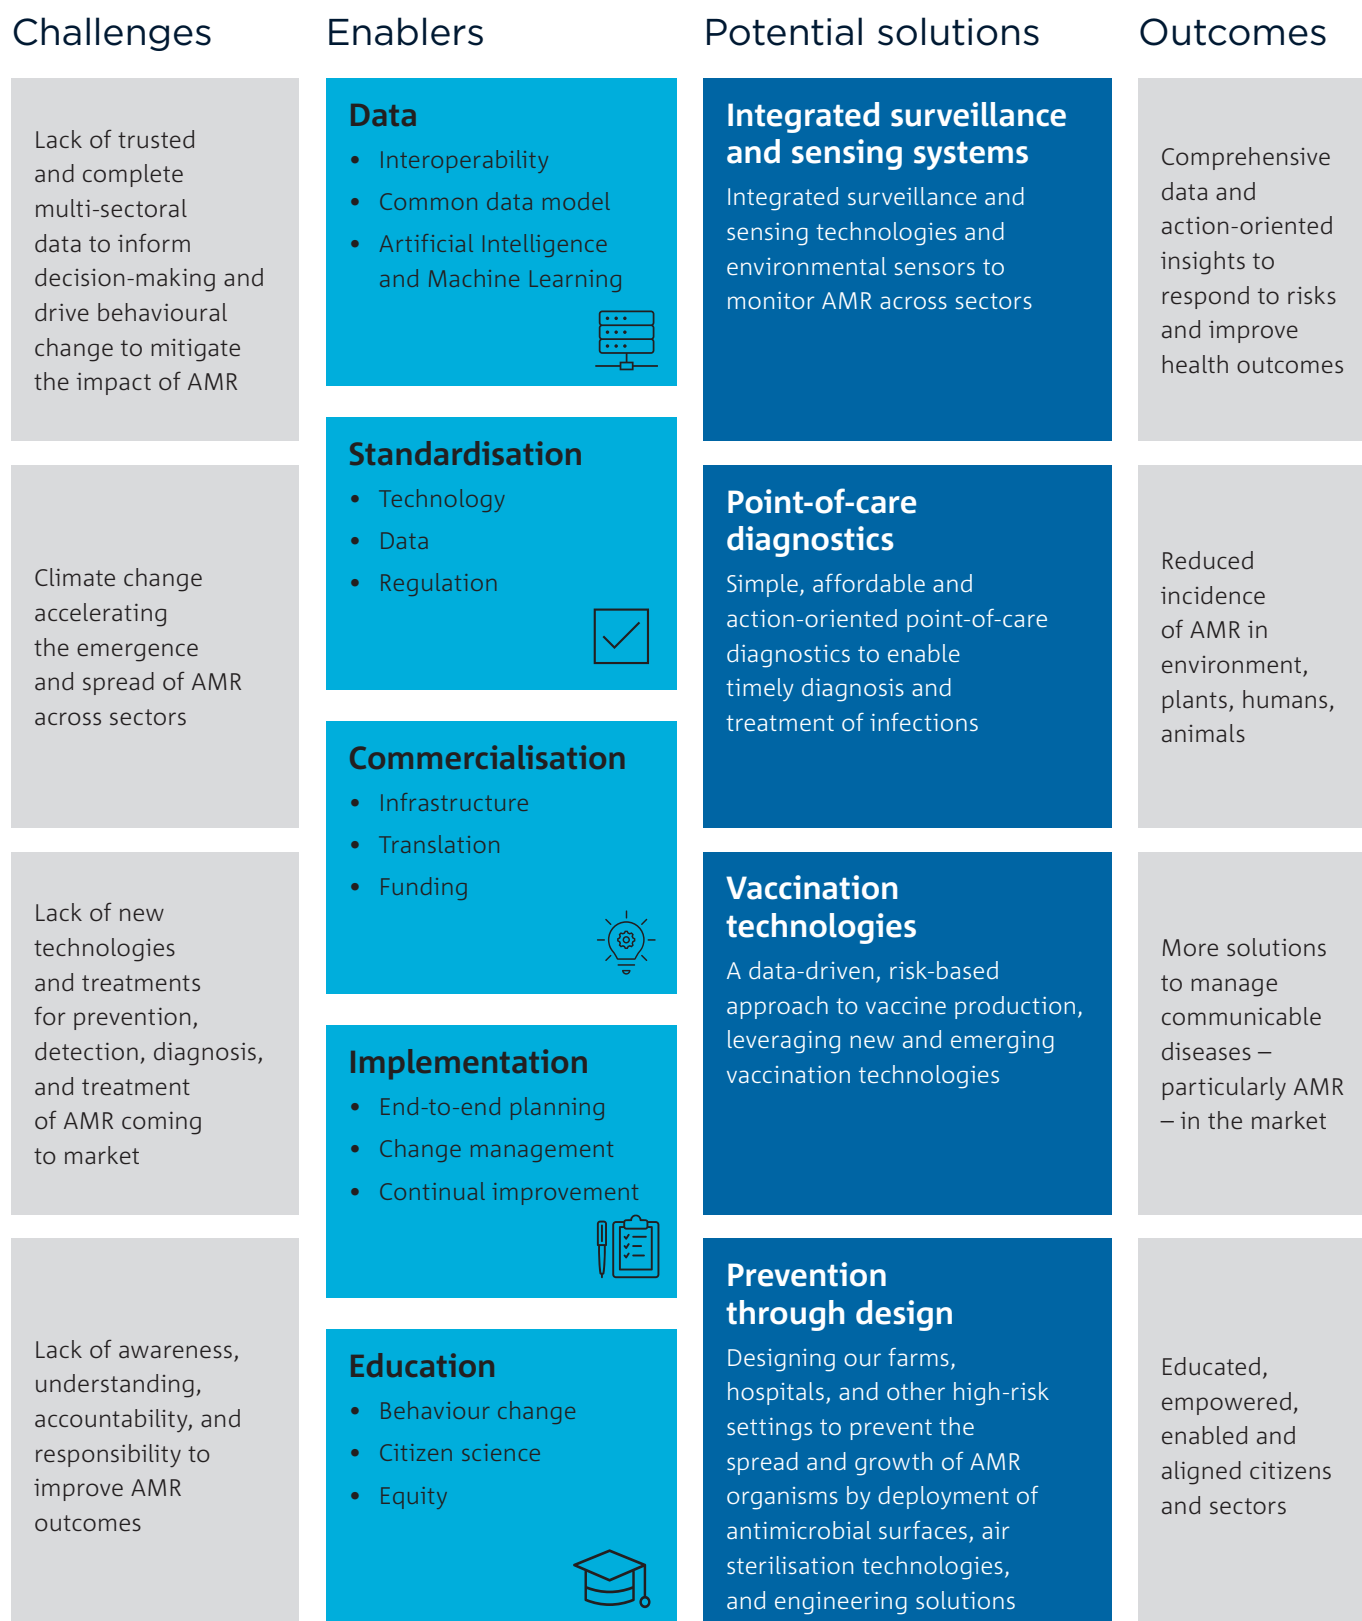 Challenges
Lack of trusted
and complete
multi-sectoral
data to inform
decision-making and
drive behavioural
change to mitigate
the impact of AMR
Climate change
accelerating
the emergence
and spread of AMR
across sectors
Lack of new
technologies
and treatments
for prevention,
detection, diagnosis,
and treatment
of AMR coming
to market
Lack of awareness,
understanding,
accountability, and
responsibility to
improve AMR
outcomes
Enablers
Data
• Interoperability
• Common data model
• Artificial Intelligence
and Machine Learning
Standardisation
• Technology
• Data
• Regulation
Commercialisation
• Infrastructure
• Translation
• Funding
Implementation
• End-to-end planning
• Change management
• Continual improvement
Education
• Behaviour change
• Citizen science
• Equity
Potential solutions
Integrated surveillance
and sensing systems
Integrated surveillance and
sensing technologies and
environmental sensors to
monitor AMR across sectors
Point-of-care
diagnostics
Simple, affordable and
action-oriented point-of-care
diagnostics to enable
timely diagnosis and
treatment of infections
Vaccination
technologies
A data-driven, risk-based
approach to vaccine production,
leveraging new and emerging
vaccination technologies
Prevention
through design
Designing our farms,
hospitals, and other high-risk
settings to prevent the
spread and growth of AMR
organisms by deployment of
antimicrobial surfaces, air
sterilisation technologies,
and engineering solutions
Outcomes
Comprehensive
data and
action-oriented
insights to
respond to risks
and improve
health outcomes
Reduced
incidence
of AMR in
environment,
plants, humans,
animals
More solutions
to manage
communicable
diseases –
particularly AMR
– in the market
Educated,
empowered,
enabled and
aligned citizens
and sectors